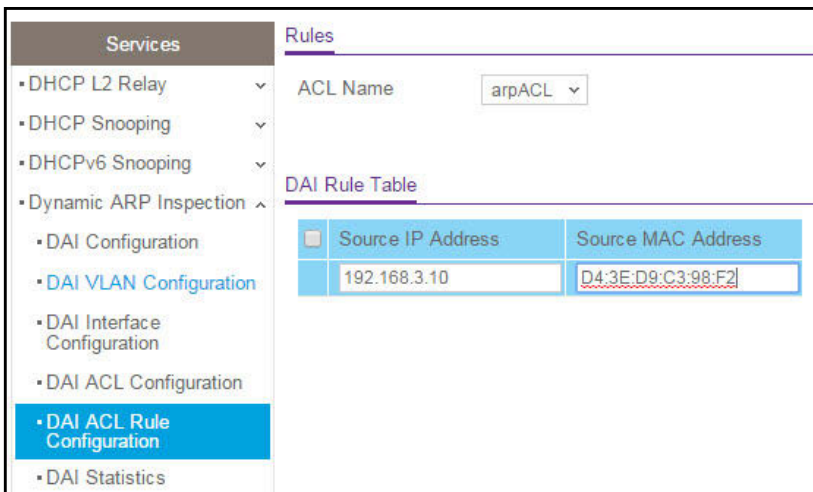 Services
DHCP L2 Relay
DHCP Snooping
DHCPv6 Snooping
Dynamic ARP Inspection
DAI Configuration
DAI VLAN Configuration
DAI Interface
Configuration
DAI ACL Configuration
DAI ACL Rule
Configuration
DAI Statistics
Rules
ACL Name
arpACL
DAI Rule Table
Source IP Address
Source MAC Address
192.168.3.10
D4:3E:D9:C3:98:F2